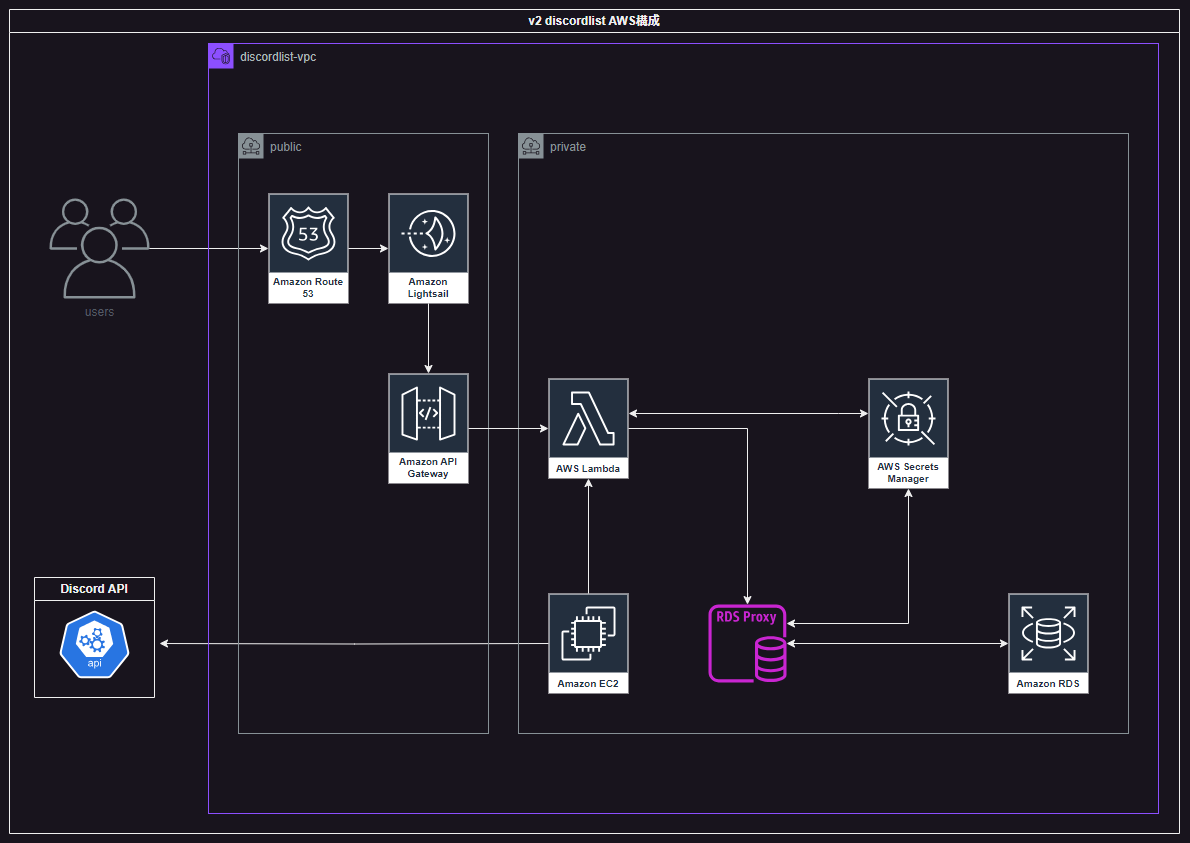 v2 discordlist AWS構成
discordlist-vpc
public
private
53
Amazon Route
53
Amazon
Lightsail
users
</>
Amazon API
Gateway
AWS Lambda
AWS Secrets
Manager
Discord API
api
Amazon EC2
RDS Proxy
Amazon RDS